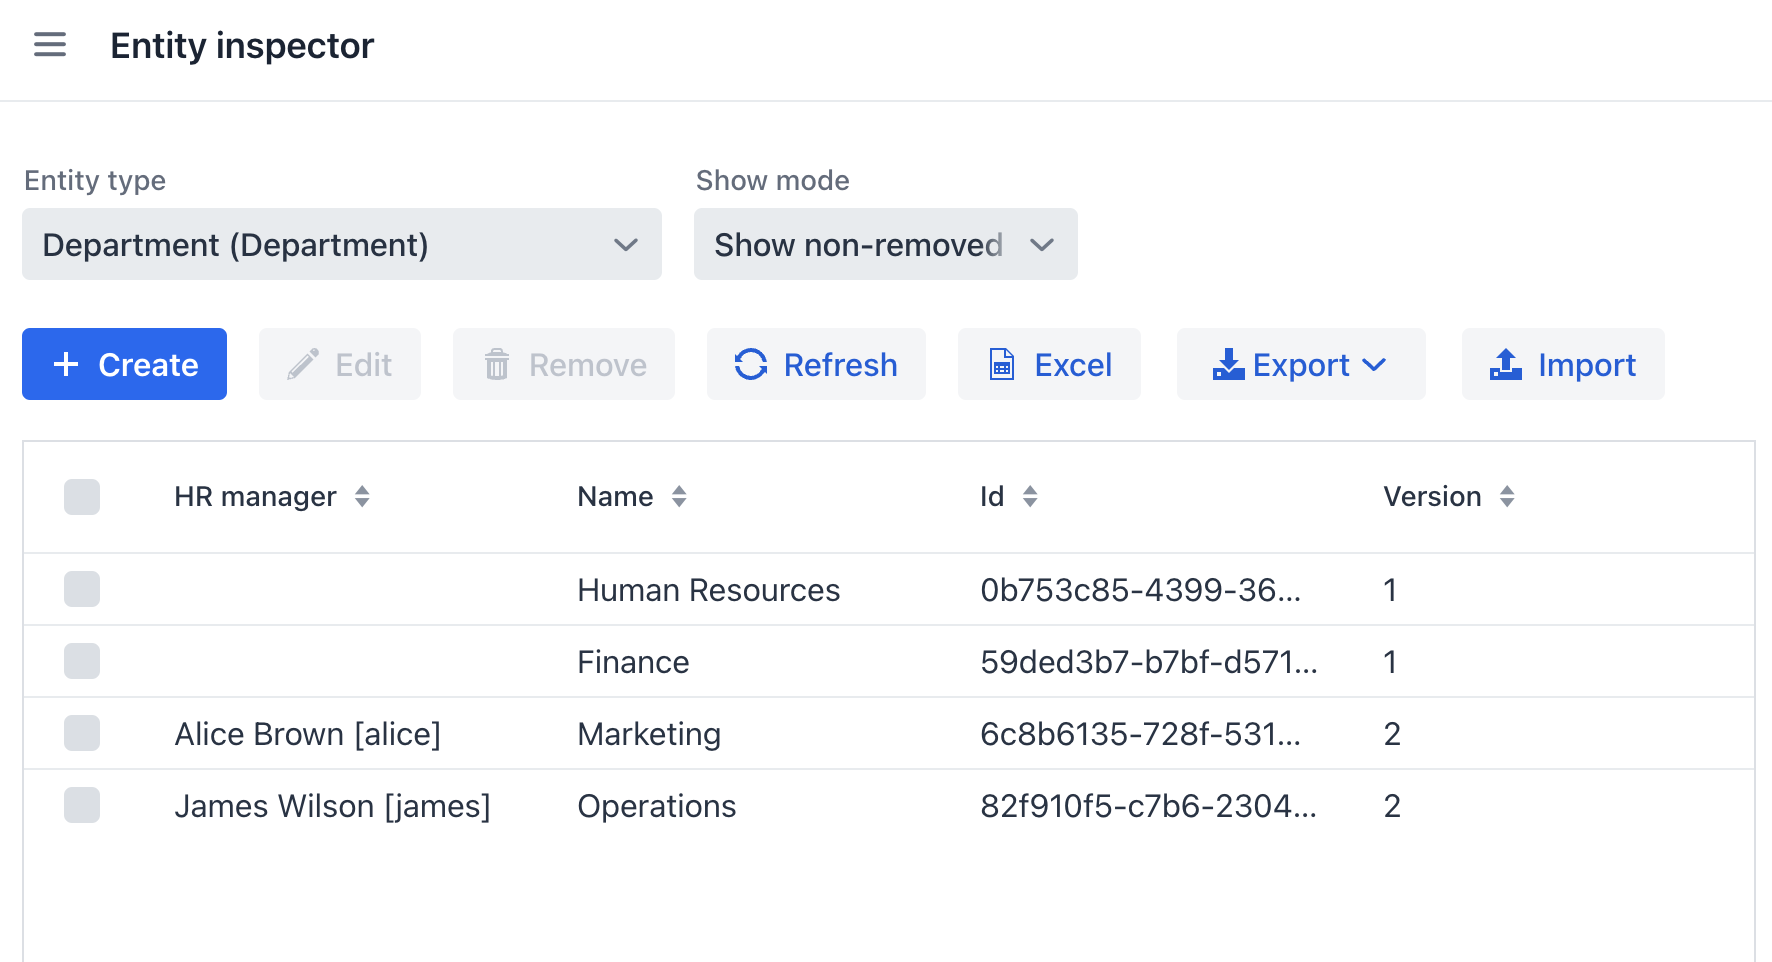 Entity inspector
Entity type
Show mode
Department (Department)
Show non-removed
Create
Edit
Remove
Refresh
Excel
Export
Import
HR manager Name Id Version
Human Resources 0b753c85-4399-36... 1
Finance 59ded3b7-b7bf-d571... 1
Alice Brown [alice] Marketing 6c8b6135-728f-531... 2
James Wilson [james] Operations 82f910f5-c7b6-2304... 2